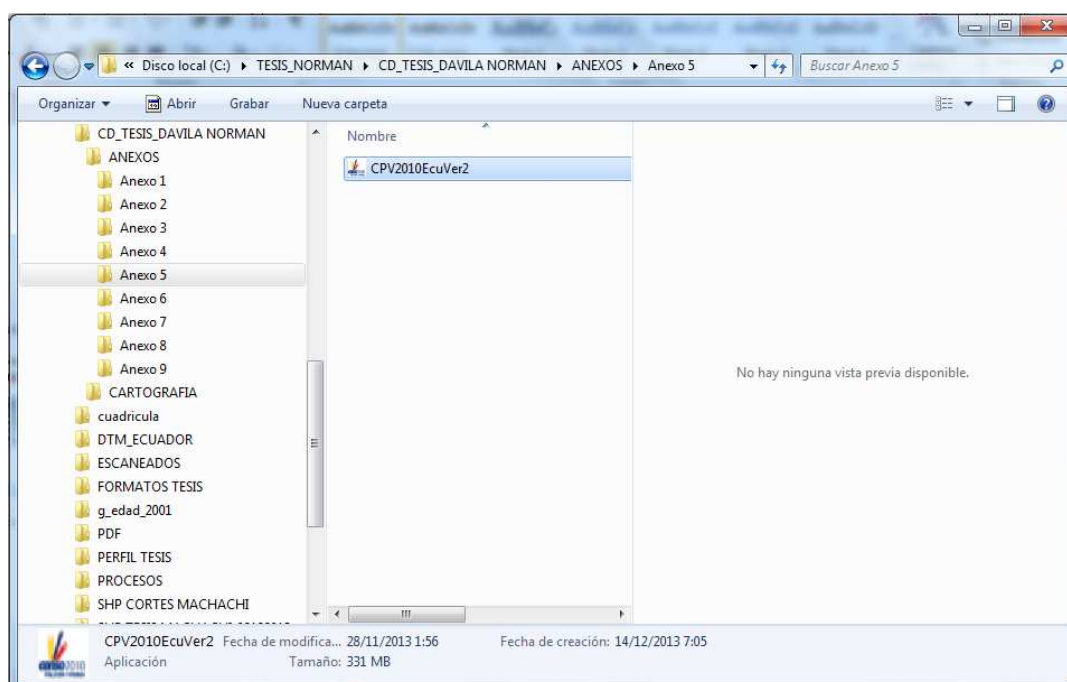 « Disco local (C:) ▸ TESIS_NORMAN ▸ CD_TESIS_DAVILA NORMAN ▸ ANEXOS ▸ Anexo 5
Buscar Anexo 5
Organizar Abrir Grabar Nueva carpeta
CD_TESIS_DAVILA NORMAN
ANEXOS
Anexo 1
Anexo 2
Anexo 3
Anexo 4
Anexo 5
Anexo 6
Anexo 7
Anexo 8
Anexo 9
CARTOGRAFIA
cuadricula
DTM_ECUADOR
ESCANEADOS
FORMATOS TESIS
g_edad_2001
PDF
PERFIL TESIS
PROCESOS
SHP CORTES MACHACHI
Nombre
CPV2010EcuVer2
No hay ninguna vista previa disponible.
CPV2010EcuVer2 Fecha de modifica... 28/11/2013 1:56 Fecha de creación: 14/12/2013 7:05
Aplicación Tamaño: 331 MB
censo2010